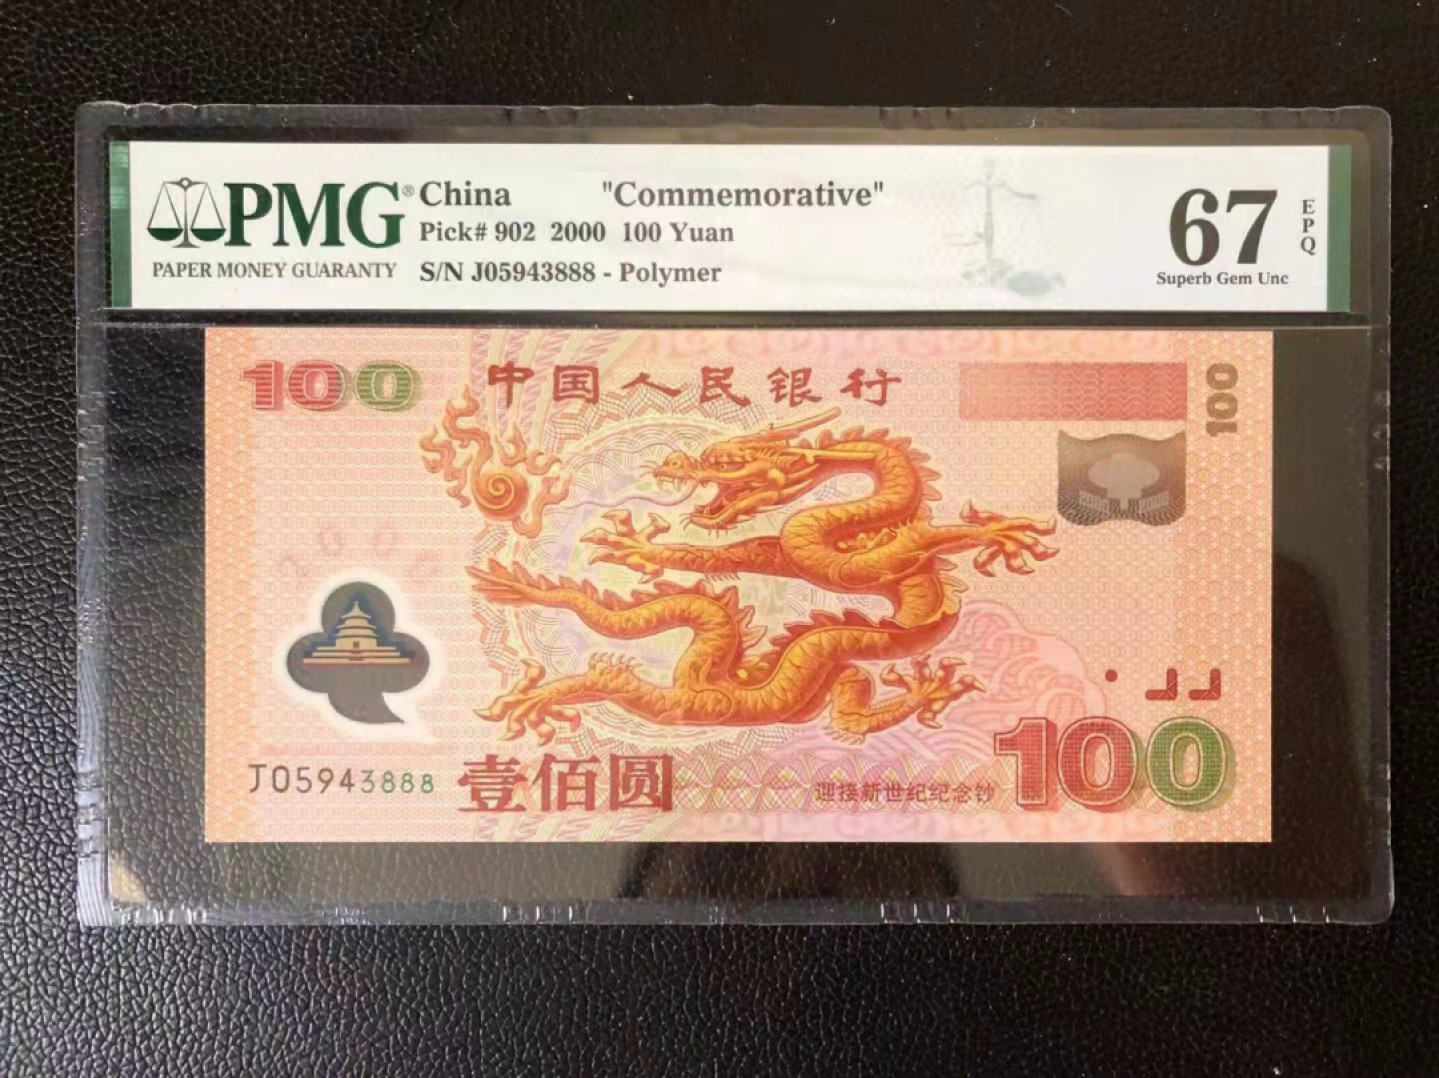 PMG® China "Commemorative"
Pick# 902 2000 100 Yuan
PAPER MONEY GUARANTY
S/N J05943888 - Polymer
67 EPQ
Superb Gem Unc
100 中国人民银行 100
J05943888 壹佰圆 迎接新世纪纪念钞 100